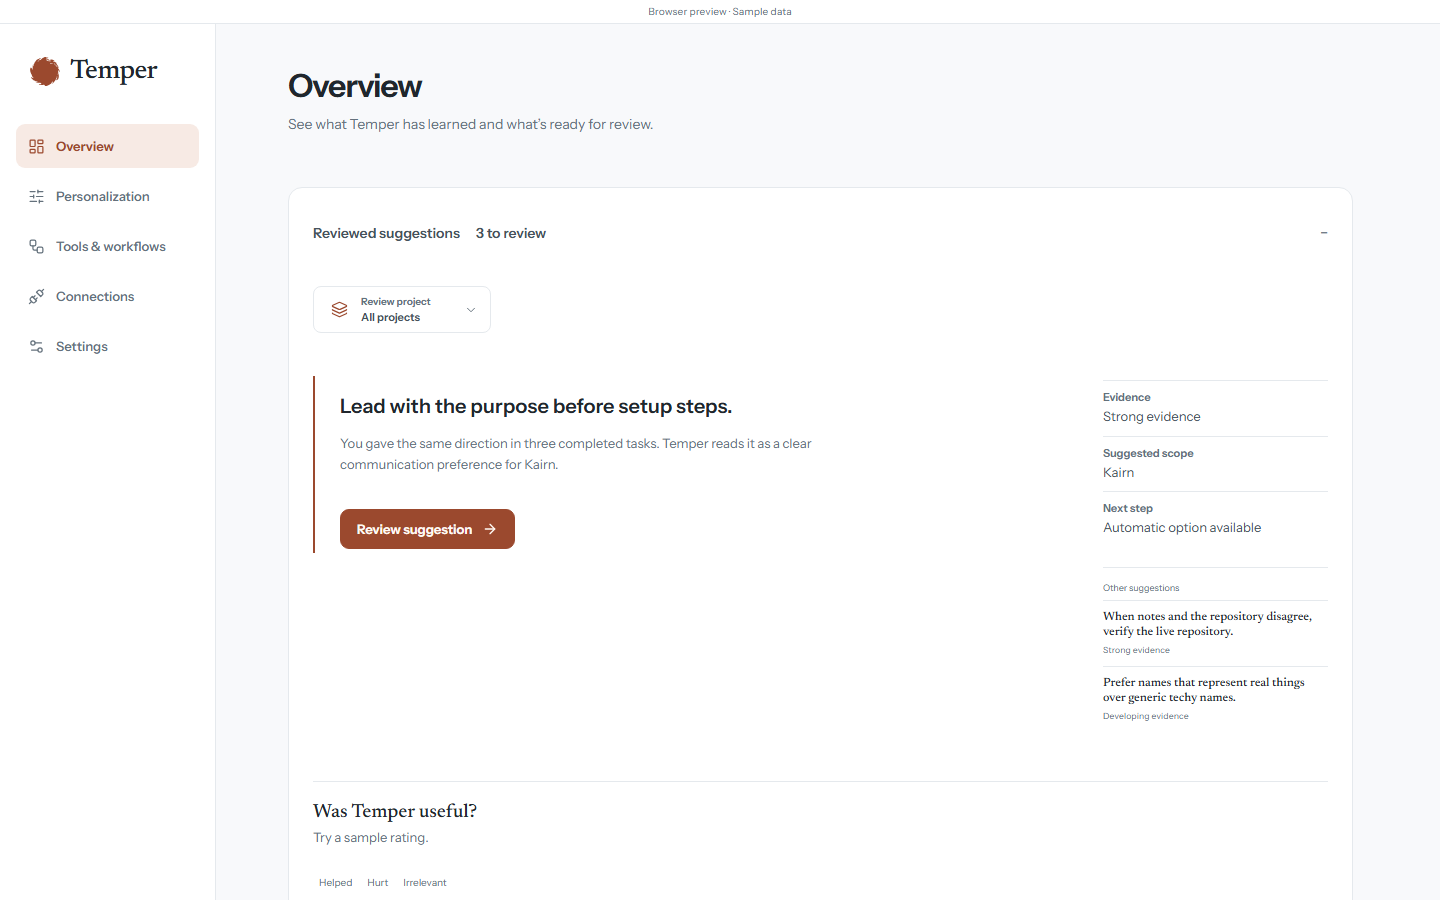 Browser preview · Sample data
Temper
Overview
Personalization
Tools & workflows
Connections
Settings
Overview
See what Temper has learned and what's ready for review.
Reviewed suggestions 3 to review
Review project
All projects
Lead with the purpose before setup steps.
You gave the same direction in three completed tasks. Temper reads it as a clear
communication preference for Kairn.
Review suggestion
Evidence
Strong evidence
Suggested scope
Kairn
Next step
Automatic option available
Other suggestions
When notes and the repository disagree,
verify the live repository.
Strong evidence
Prefer names that represent real things
over generic techy names.
Developing evidence
Was Temper useful?
Try a sample rating.
Helped Hurt Irrelevant